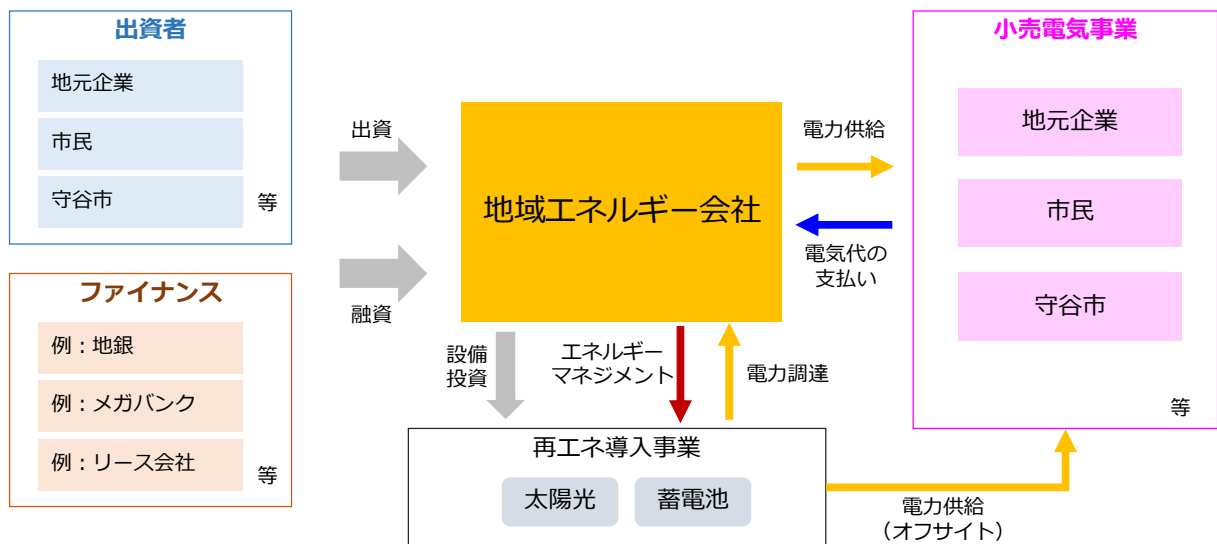 出資者
地元企業
市民
守谷市
等
ファイナンス
例：地銀
例：メガバンク
例：リース会社
等
出資
融資
地域エネルギー会社
設備
投資
エネルギー
マネジメント
電力調達
再エネ導入事業
太陽光
蓄電池
電力供給
電気代の
支払い
小売電気事業
地元企業
市民
守谷市
等
電力供給
（オフサイト）